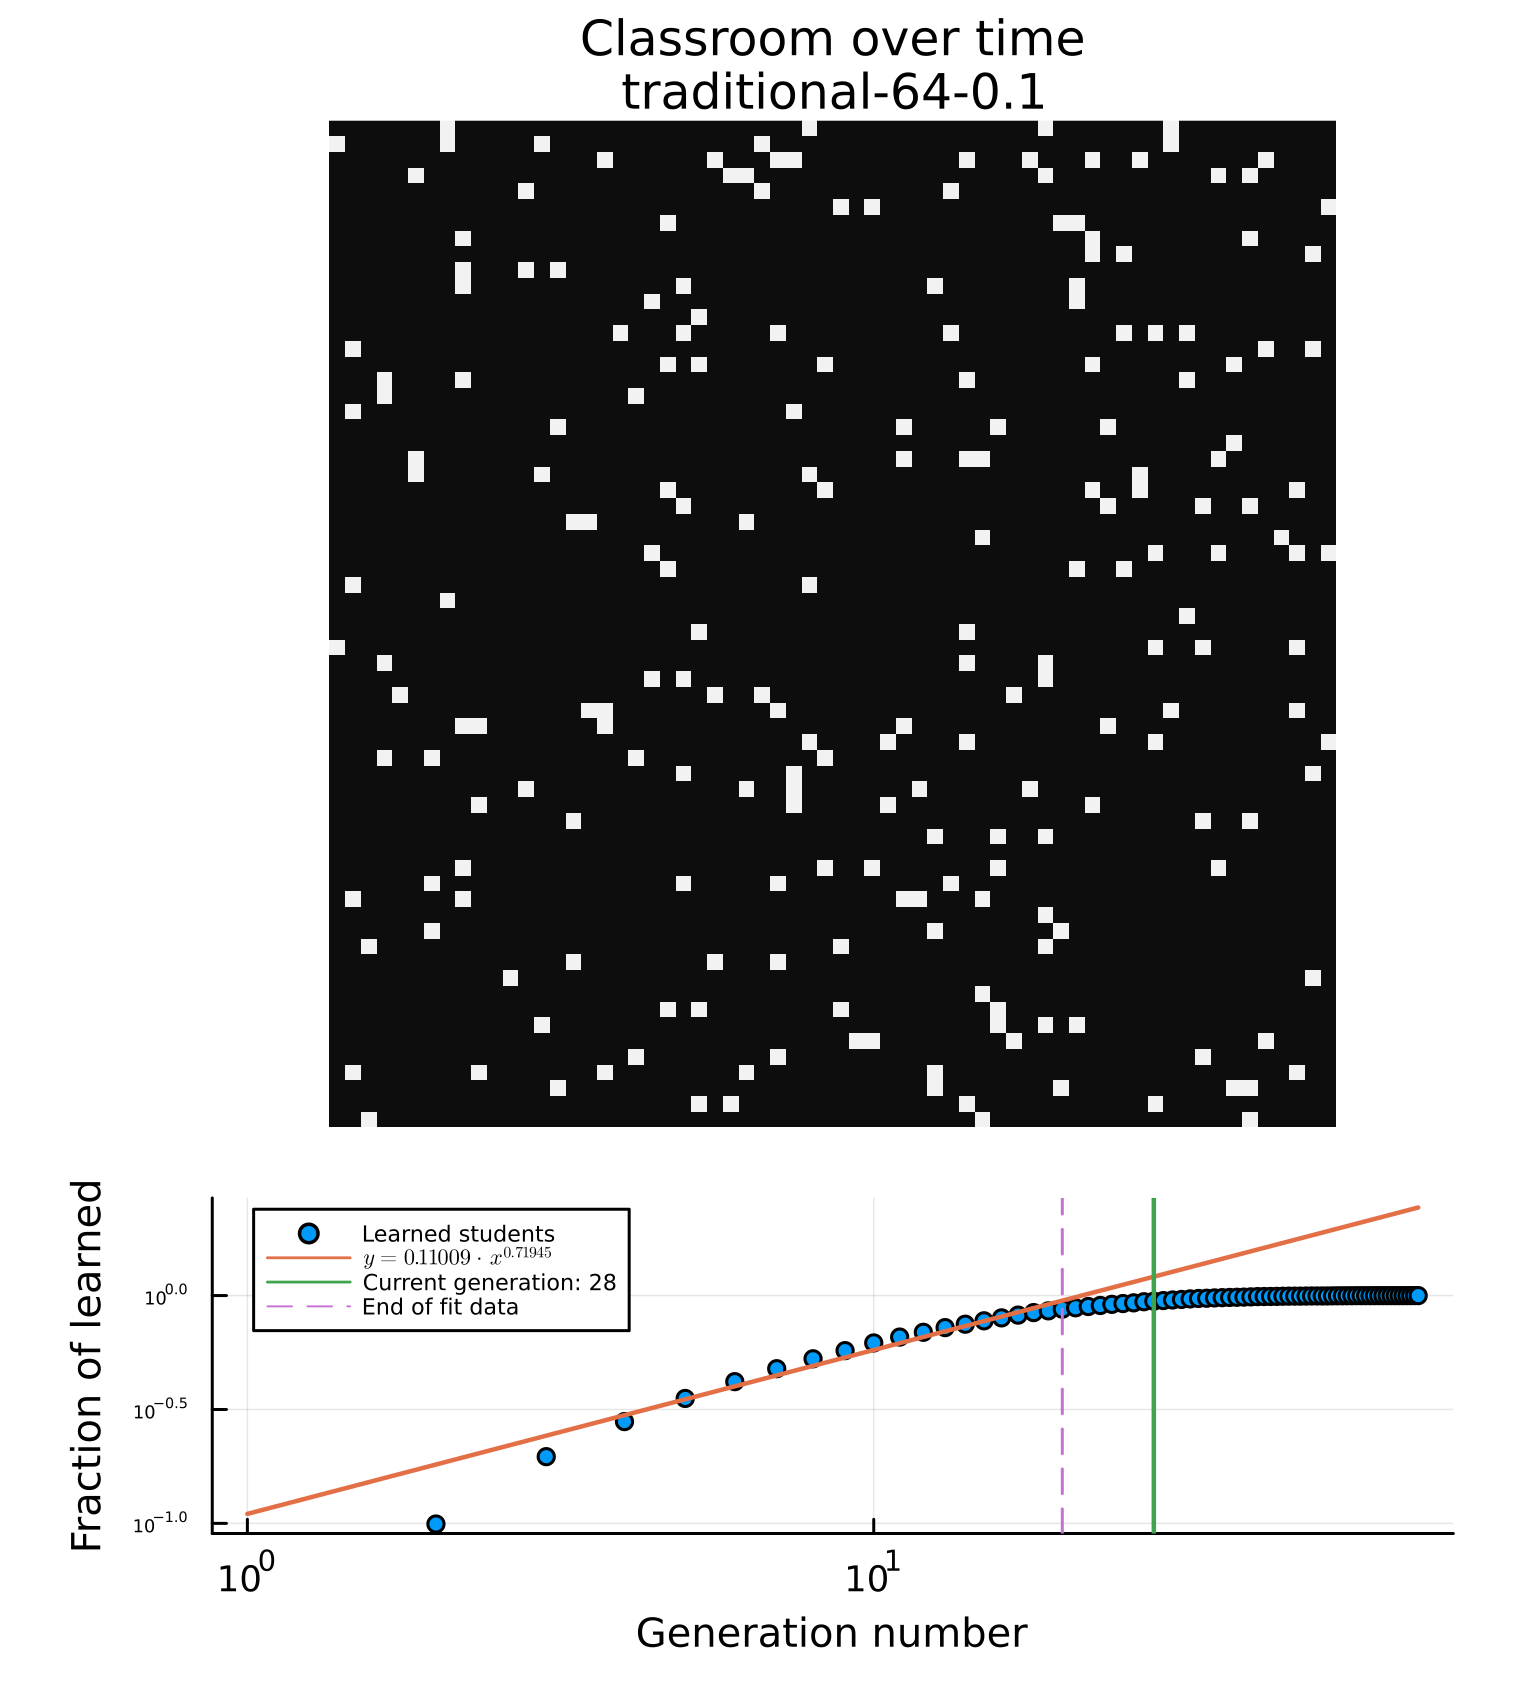 Classroom over time
traditional-64-0.1
Fraction of learned
Learned students
y = 0.11009 · x^0.71945
Current generation: 28
End of fit data
10^0.0
10^−0.5
10^−1.0
10^0
10^1
Generation number